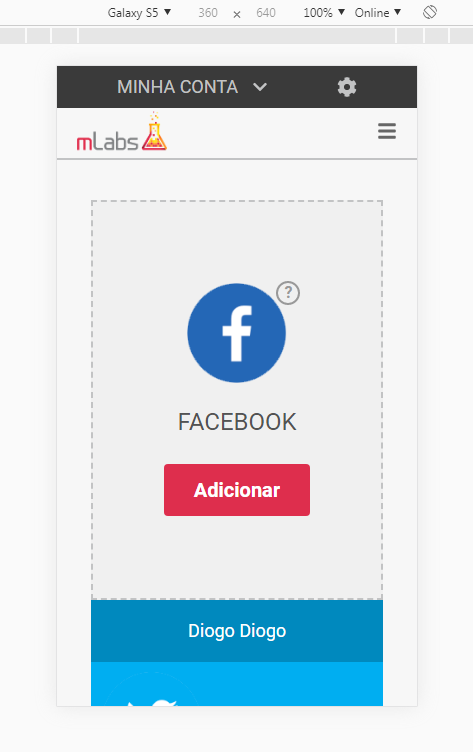 Galaxy S5 360 × 640 100% Online
MINHA CONTA
mLabs
?
FACEBOOK
Adicionar
Diogo Diogo